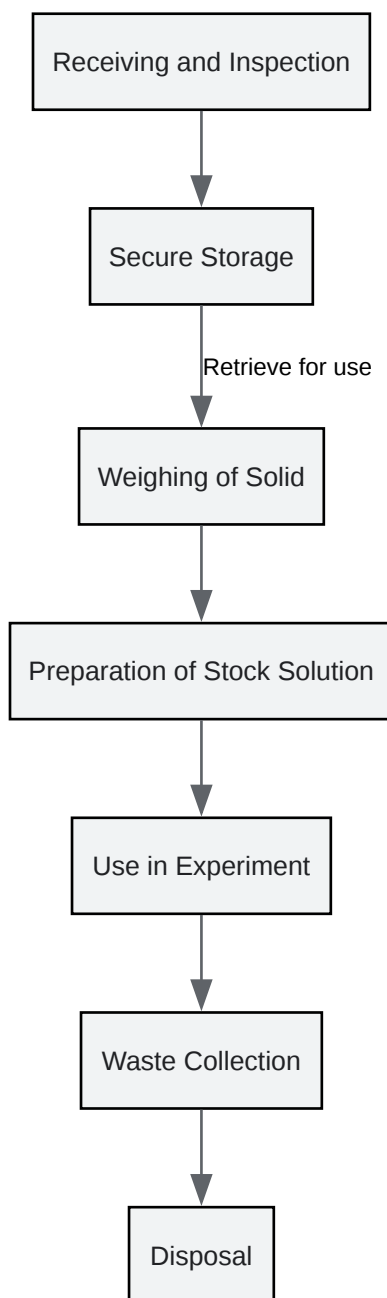 Receiving and Inspection
Secure Storage
Retrieve for use
Weighing of Solid
Preparation of Stock Solution
Use in Experiment
Waste Collection
Disposal